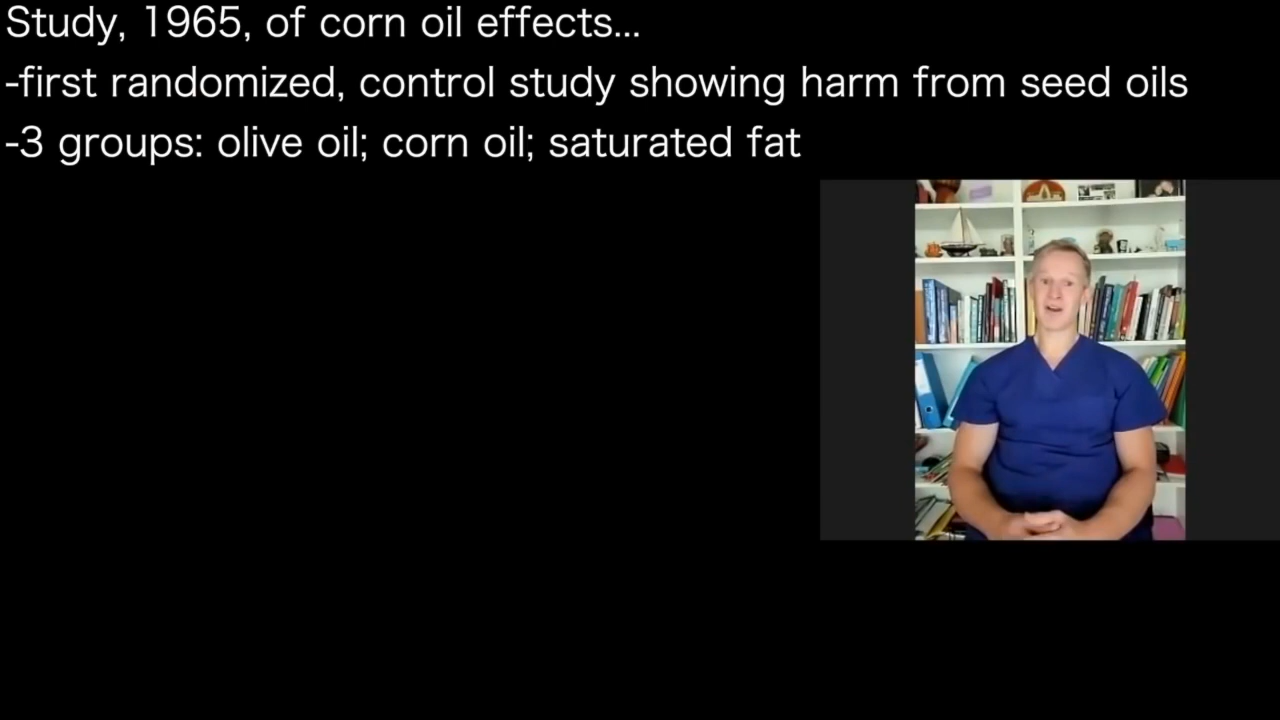 Study, 1965, of corn oil effects...
-first randomized, control study showing harm from seed oils
-3 groups: olive oil; corn oil; saturated fat